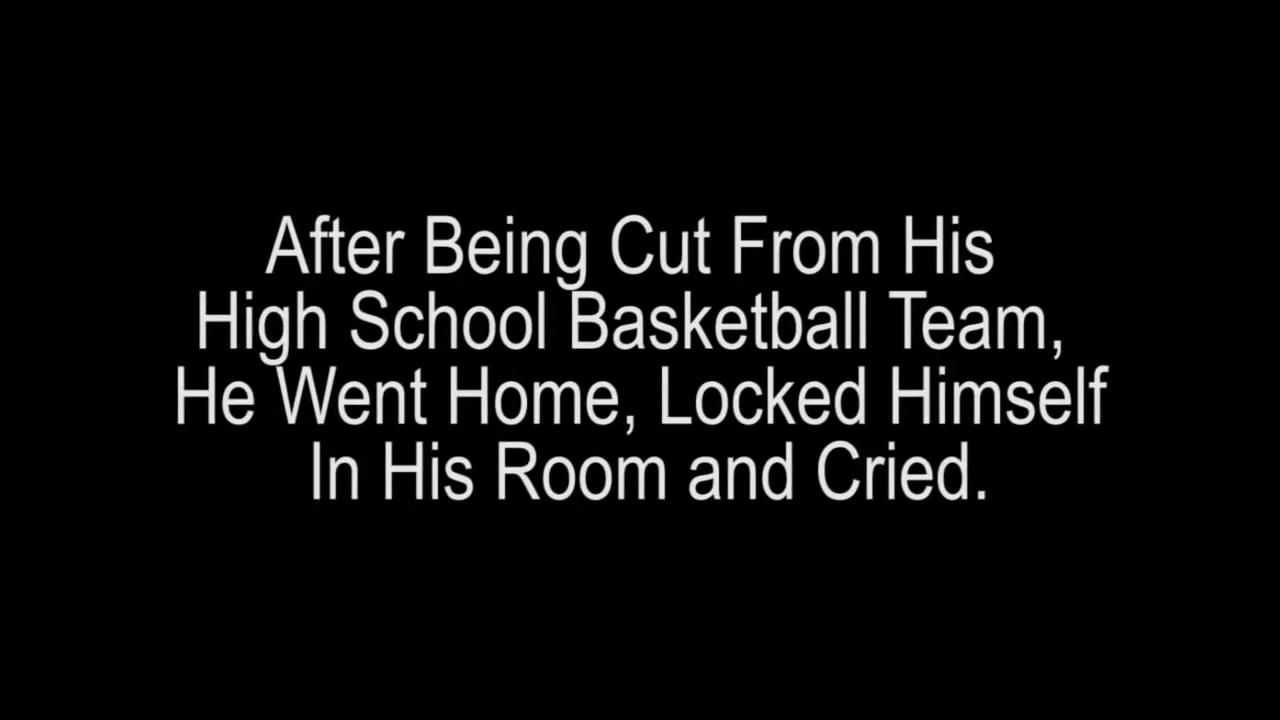 After Being Cut From His
High School Basketball Team,
He Went Home, Locked Himself
In His Room and Cried.